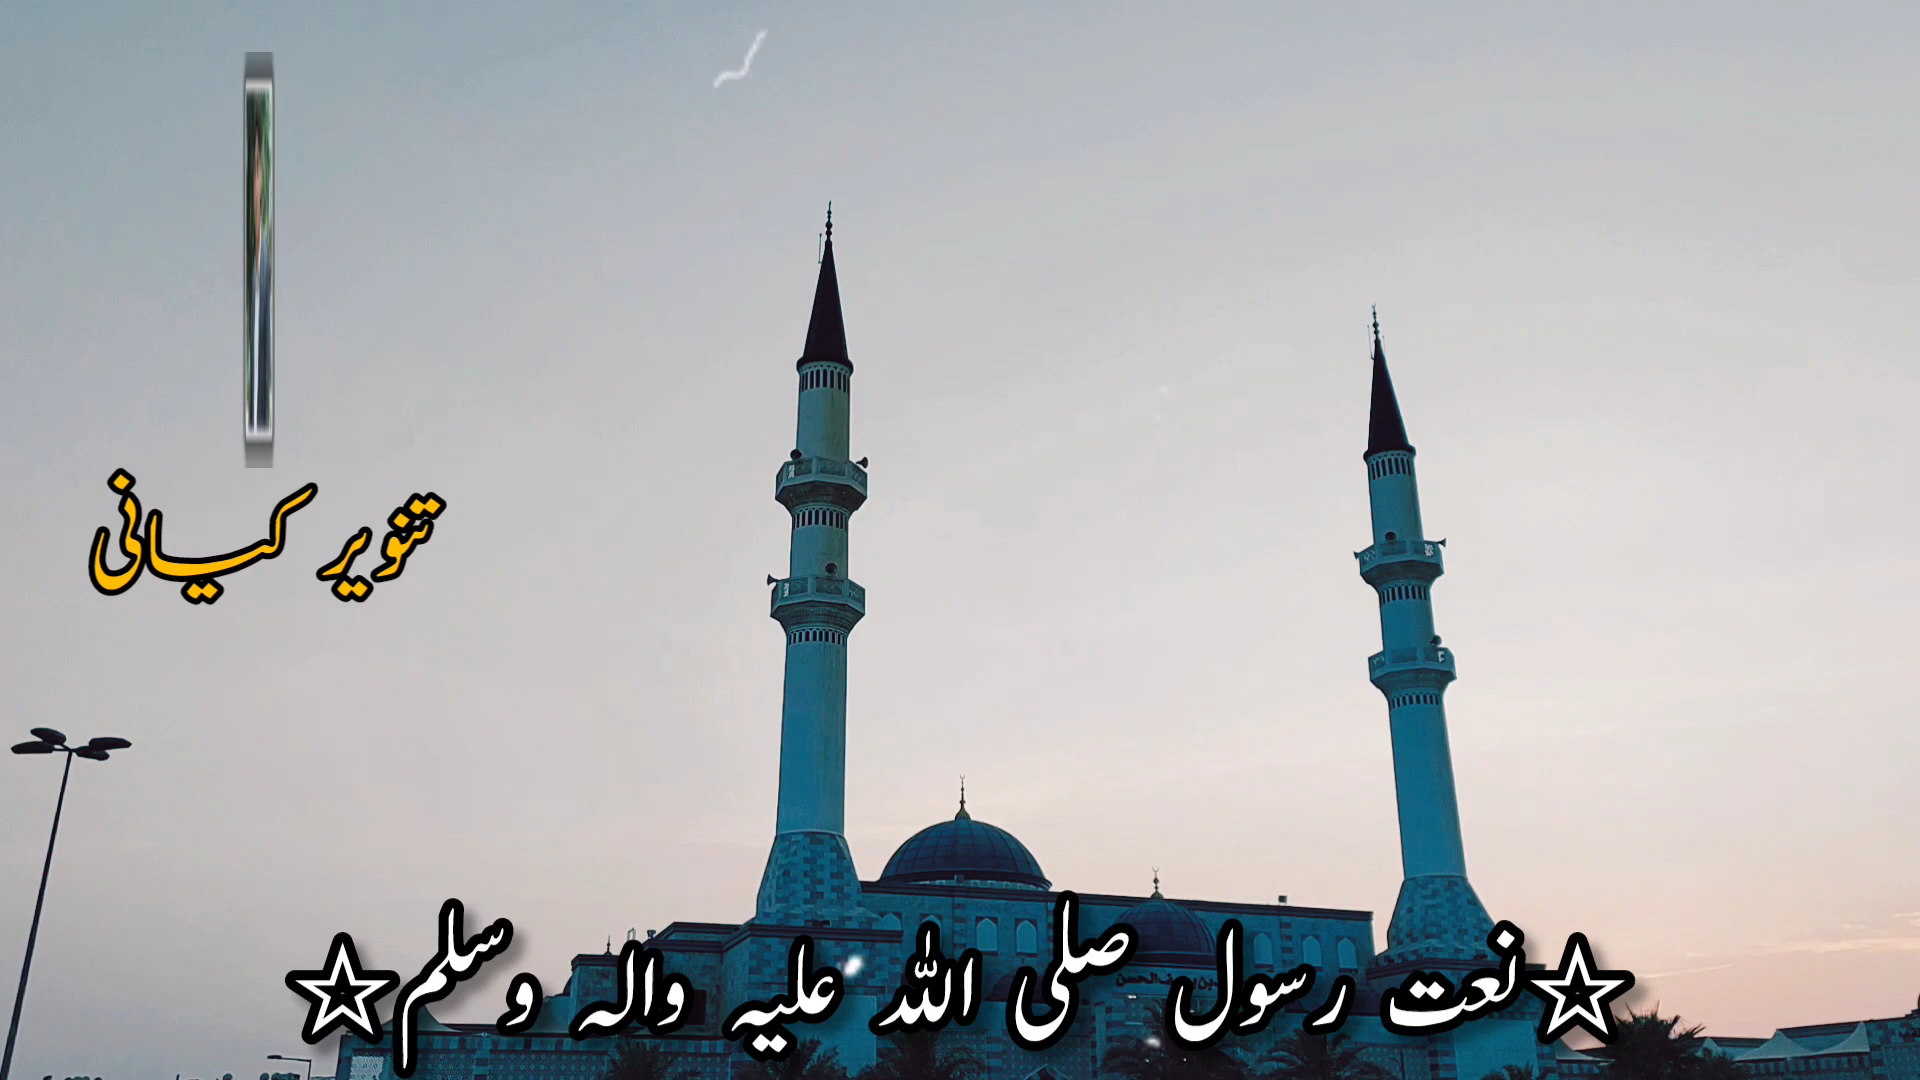 تنویر کیانی
☆نعت رسول صلی اللہ علیہ والہ وسلم☆